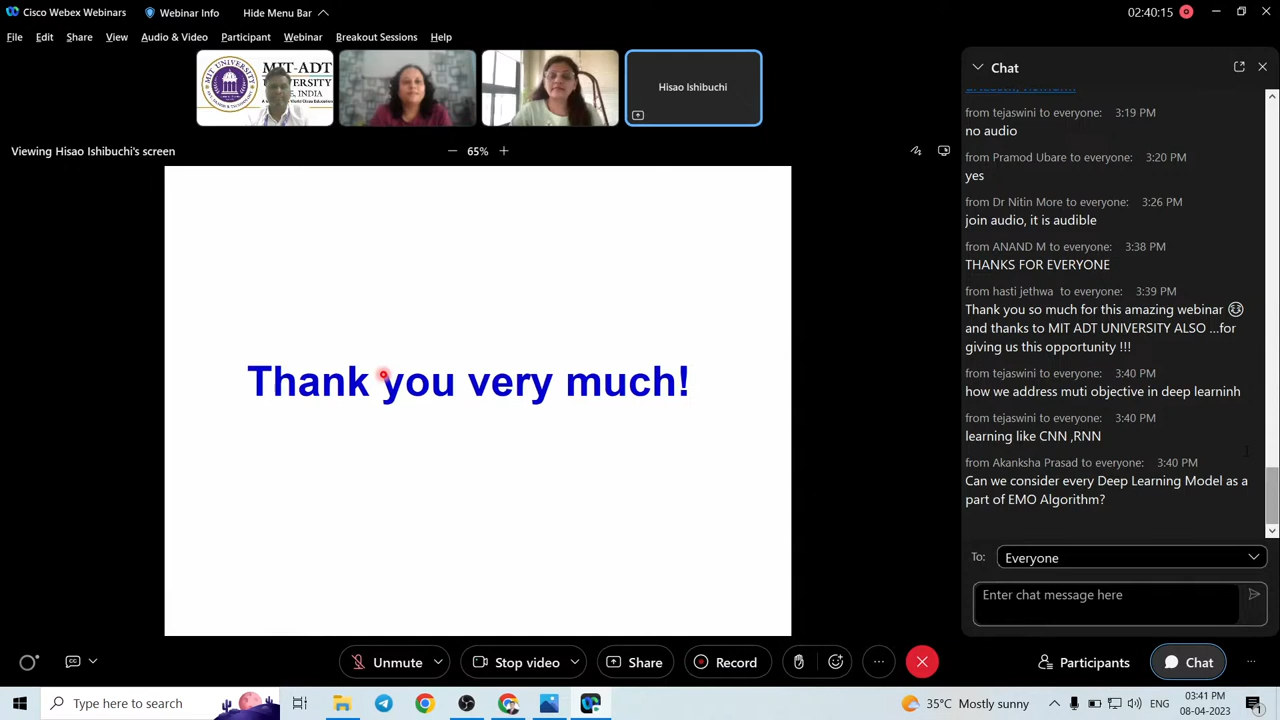 Cisco Webex Webinars
Webinar Info
Hide Menu Bar
02:40:15
File Edit Share View Audio & Video Participant Webinar Breakout Sessions Help
MIT-ADT
UNIVERSITY
INDIA
Hisao Ishibuchi
Viewing Hisao Ishibuchi's screen
65%
Thank you very much!
Chat
from tejaswini to everyone: 3:19 PM
no audio
from Pramod Ubare to everyone: 3:20 PM
yes
from Dr Nitin More to everyone: 3:26 PM
join audio, it is audible
from ANAND M to everyone: 3:38 PM
THANKS FOR EVERYONE
from hasti jethwa to everyone: 3:39 PM
Thank you so much for this amazing webinar
and thanks to MIT ADT UNIVERSITY ALSO ...for
giving us this opportunity !!!
from tejaswini to everyone: 3:40 PM
how we address muti objective in deep learninh
from tejaswini to everyone: 3:40 PM
learning like CNN ,RNN
from Akanksha Prasad to everyone: 3:40 PM
Can we consider every Deep Learning Model as a
part of EMO Algorithm?
To: Everyone
Enter chat message here
Unmute
Stop video
Share
Record
Participants
Chat
Type here to search
35°C Mostly sunny
ENG
03:41 PM
08-04-2023
1